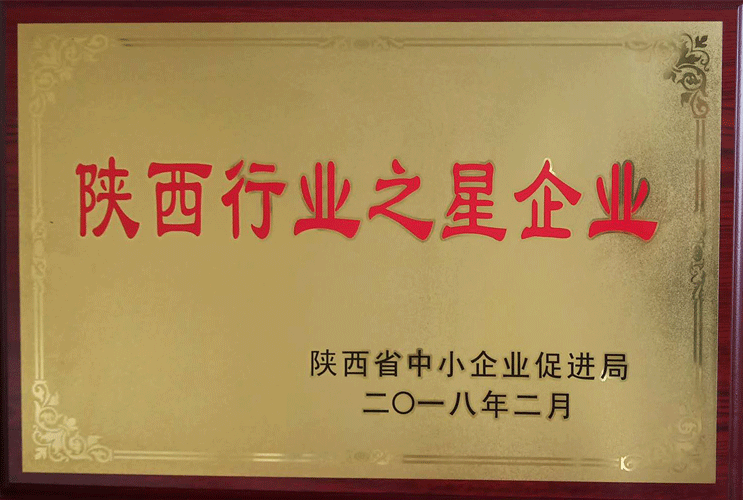 陕西行业之星企业
陕西省中小企业促进局
二〇一八年二月